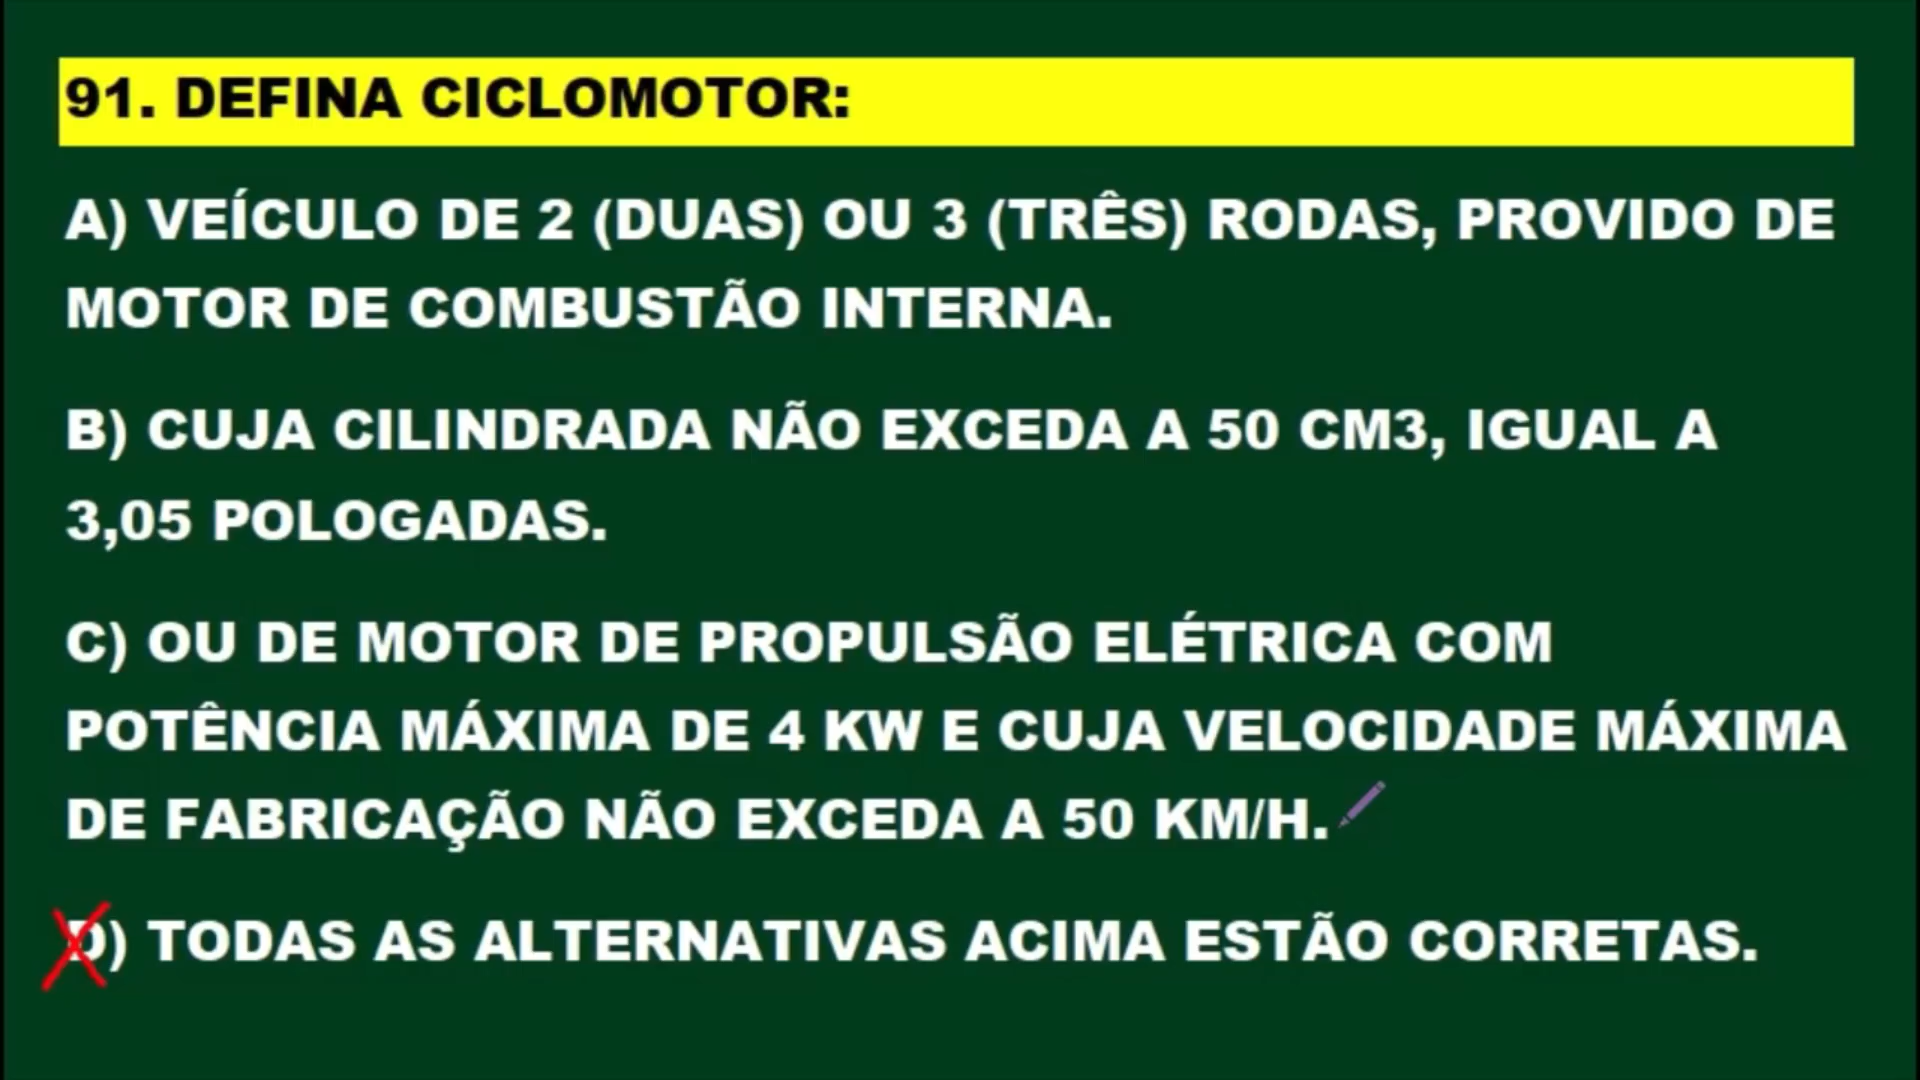 91. DEFINA CICLOMOTOR:
A) VEÍCULO DE 2 (DUAS) OU 3 (TRÊS) RODAS, PROVIDO DE
MOTOR DE COMBUSTÃO INTERNA.
B) CUJA CILINDRADA NÃO EXCEDA A 50 CM3, IGUAL A
3,05 POLOGADAS.
C) OU DE MOTOR DE PROPULSÃO ELÉTRICA COM
POTÊNCIA MÁXIMA DE 4 KW E CUJA VELOCIDADE MÁXIMA
DE FABRICAÇÃO NÃO EXCEDA A 50 KM/H.
D) TODAS AS ALTERNATIVAS ACIMA ESTÃO CORRETAS.